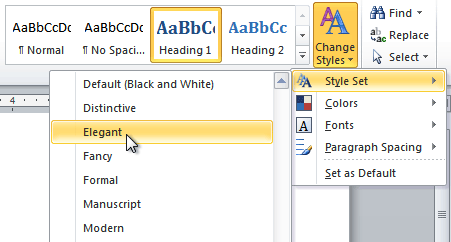 AaBbCcDc AaBbCcDc AaBbCc AaBbCc
¶ Normal ¶ No Spaci... Heading 1 Heading 2
Change Styles
Find
Replace
Select
4
Style Set
Colors
Fonts
Paragraph Spacing
Set as Default
Default (Black and White)
Distinctive
Elegant
Fancy
Formal
Manuscript
Modern